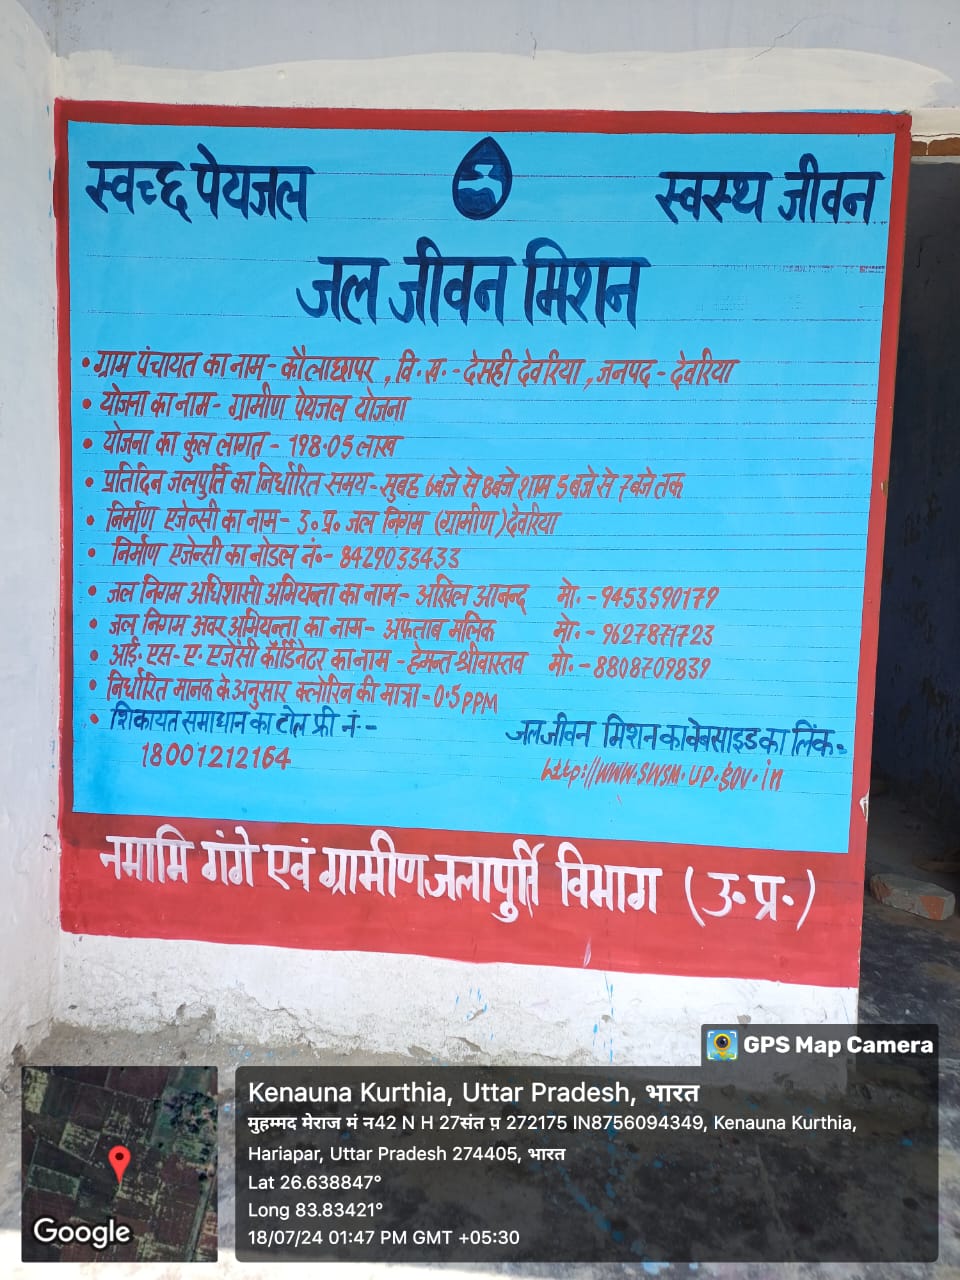 स्वच्छ पेयजल
स्वस्थ जीवन
जल जीवन मिशन
• ग्राम पंचायत का नाम - कौलाछापर , वि.ख. - देसही देवरिया , जनपद - देवरिया
• योजना का नाम - ग्रामीण पेयजल योजना
• योजना का कुल लागत - 198.05 लाख
• प्रतिदिन जलपुर्ति का निर्धारित समय - सुबह 6 बजे से 8 बजे शाम 5 बजे से 7 बजे तक
• निर्माण एजेन्सी का नाम - उ. प्र. जल निगम (ग्रामीण) देवरिया
• निर्माण एजेन्सी का नोडल नं. - 8429033433
• जल निगम अधिशासी अभियन्ता का नाम - अखिल आनन्द मो. - 9453590179
• जल निगम अवर अभियन्ता का नाम - अफताब मलिक मो. -
• आई. एस. ए. एजेंसी कॉर्डिनेटर का नाम - हेमन्त श्रीवास्तव मो. - 8808709839
• निर्धारित मानक के अनुसार क्लोरिन की मात्रा - 0.5 PPM
• शिकायत समाधान का टोल फ्री नं -
18001212164
जल जीवन मिशन का वेबसाइड का लिंक -
http://www.swsm.up.gov.in
नमामि गंगे एवं ग्रामीण जलापुर्ति विभाग (उ. प्र.)
GPS Map Camera
Kenauna Kurthia, Uttar Pradesh, भारत
मुहम्मद मेराज मं न42 N H 27संत प्र 272175 IN8756094349, Kenauna Kurthia,
Hariapar, Uttar Pradesh 274405, भारत
Lat 26.638847°
Long 83.83421°
18/07/24 01:47 PM GMT +05:30
Google